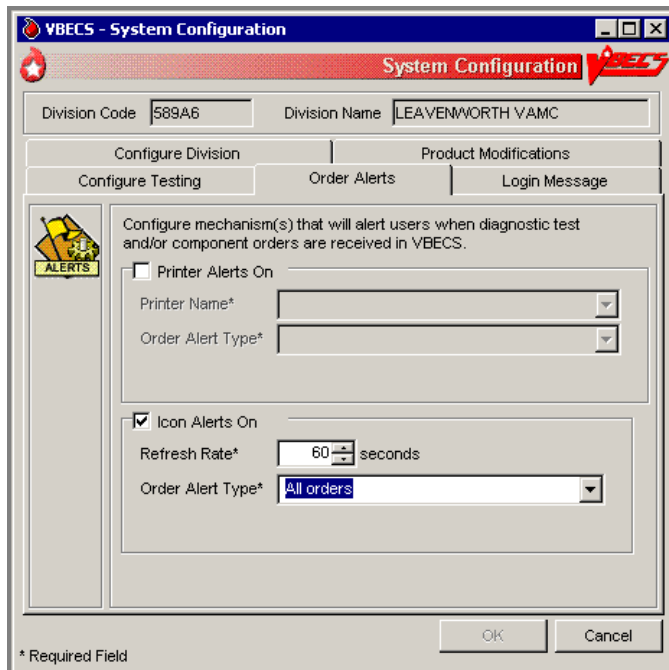 VBECS - System Configuration
System Configuration VBECS
Division Code 589A6 Division Name LEAVENWORTH VAMC
Configure Division Product Modifications
Configure Testing Order Alerts Login Message
ALERTS
Configure mechanism(s) that will alert users when diagnostic test
and/or component orders are received in VBECS.
Printer Alerts On
Printer Name*
Order Alert Type*
Icon Alerts On
Refresh Rate* 60 seconds
Order Alert Type* All orders
OK Cancel
* Required Field